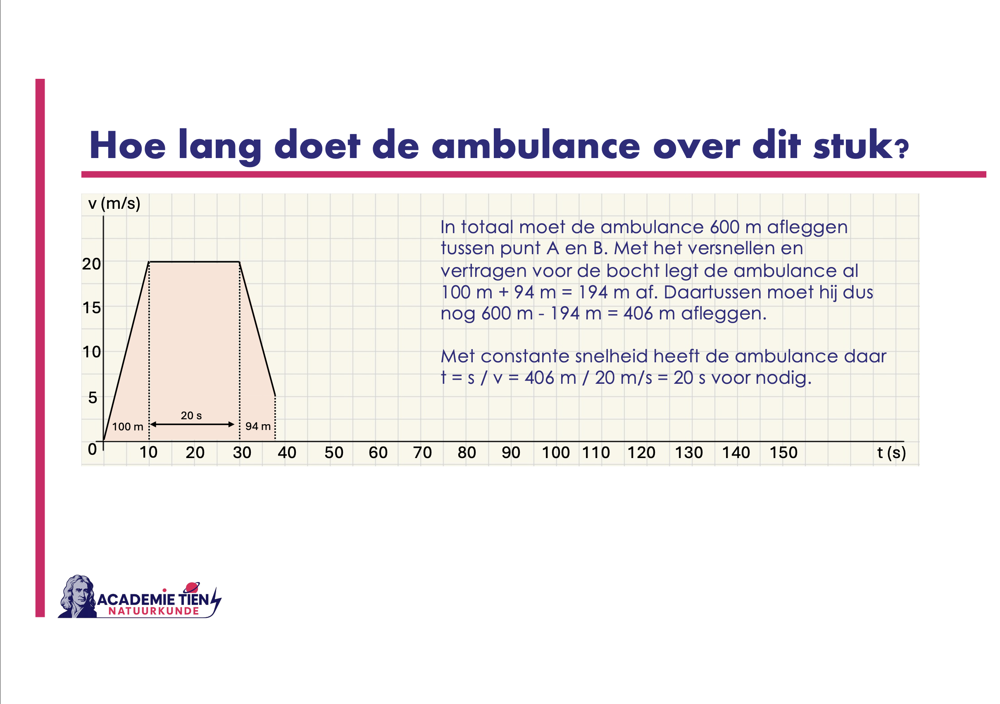 Hoe lang doet de ambulance over dit stuk?
v (m/s)
In totaal moet de ambulance 600 m afleggen
tussen punt A en B. Met het versnellen en
vertragen voor de bocht legt de ambulance al
100 m + 94 m = 194 m af. Daartussen moet hij dus
nog 600 m - 194 m = 406 m afleggen.
Met constante snelheid heeft de ambulance daar
t = s / v = 406 m / 20 m/s = 20 s voor nodig.
20
15
10
5
0
20 s
100 m
94 m
10 20 30 40 50 60 70 80 90 100 110 120 130 140 150 t (s)
ACADEMIE TIEN
NATUURKUNDE